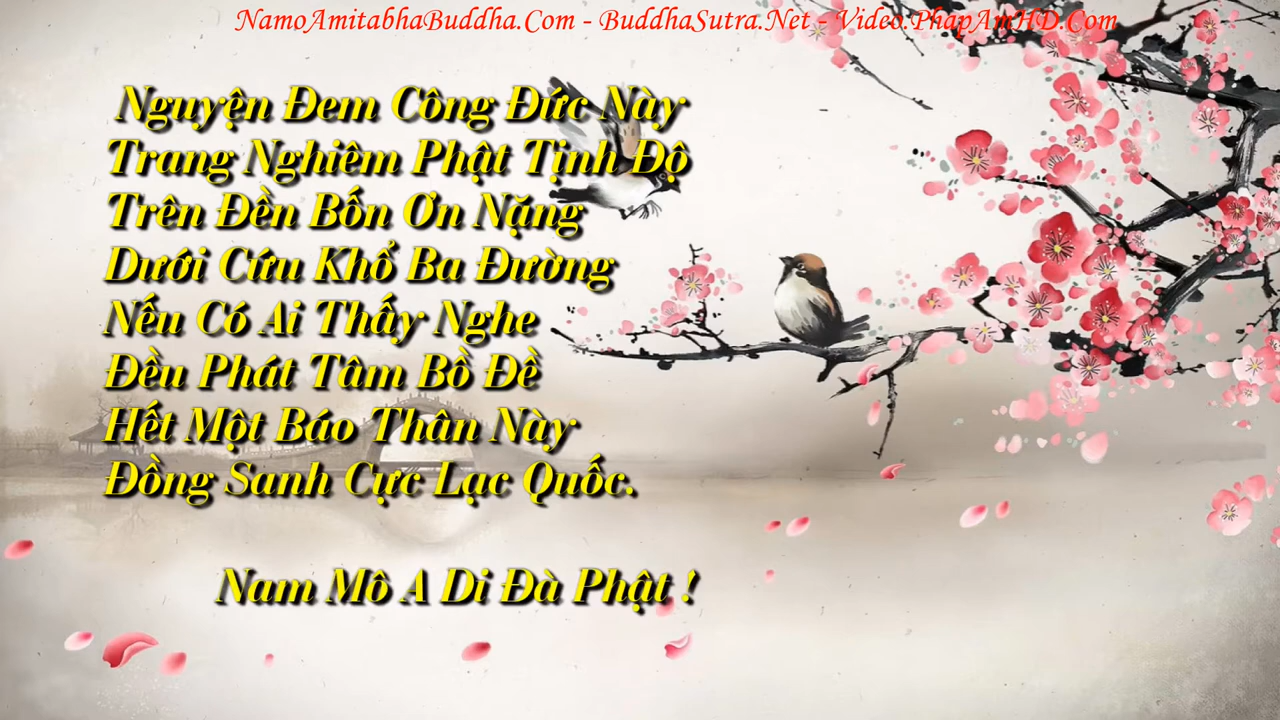 NamoAmitabhaBuddha.Com - BuddhaSutra.Net - Video.PhapAmHD.Com
Nguyện Đem Công Đức Này
Trang Nghiêm Phật Tịnh Độ
Trên Đền Bốn Ơn Nặng
Dưới Cứu Khổ Ba Đường
Nếu Có Ai Thấy Nghe
Đều Phát Tâm Bồ Đề
Hết Một Báo Thân Này
Đồng Sanh Cực Lạc Quốc.
Nam Mô A Di Đà Phật !